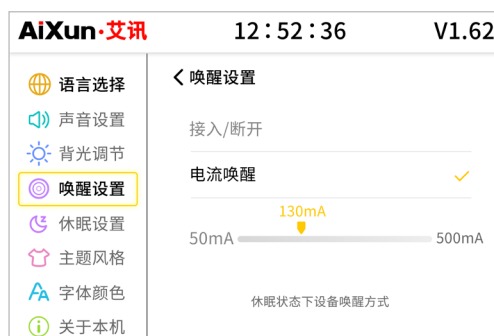 AiXun·艾讯 12:52:36 V1.62
语言选择
声音设置
背光调节
唤醒设置
休眠设置
主题风格
字体颜色
关于本机
唤醒设置
接入/断开
电流唤醒
130mA
50mA 500mA
休眠状态下设备唤醒方式